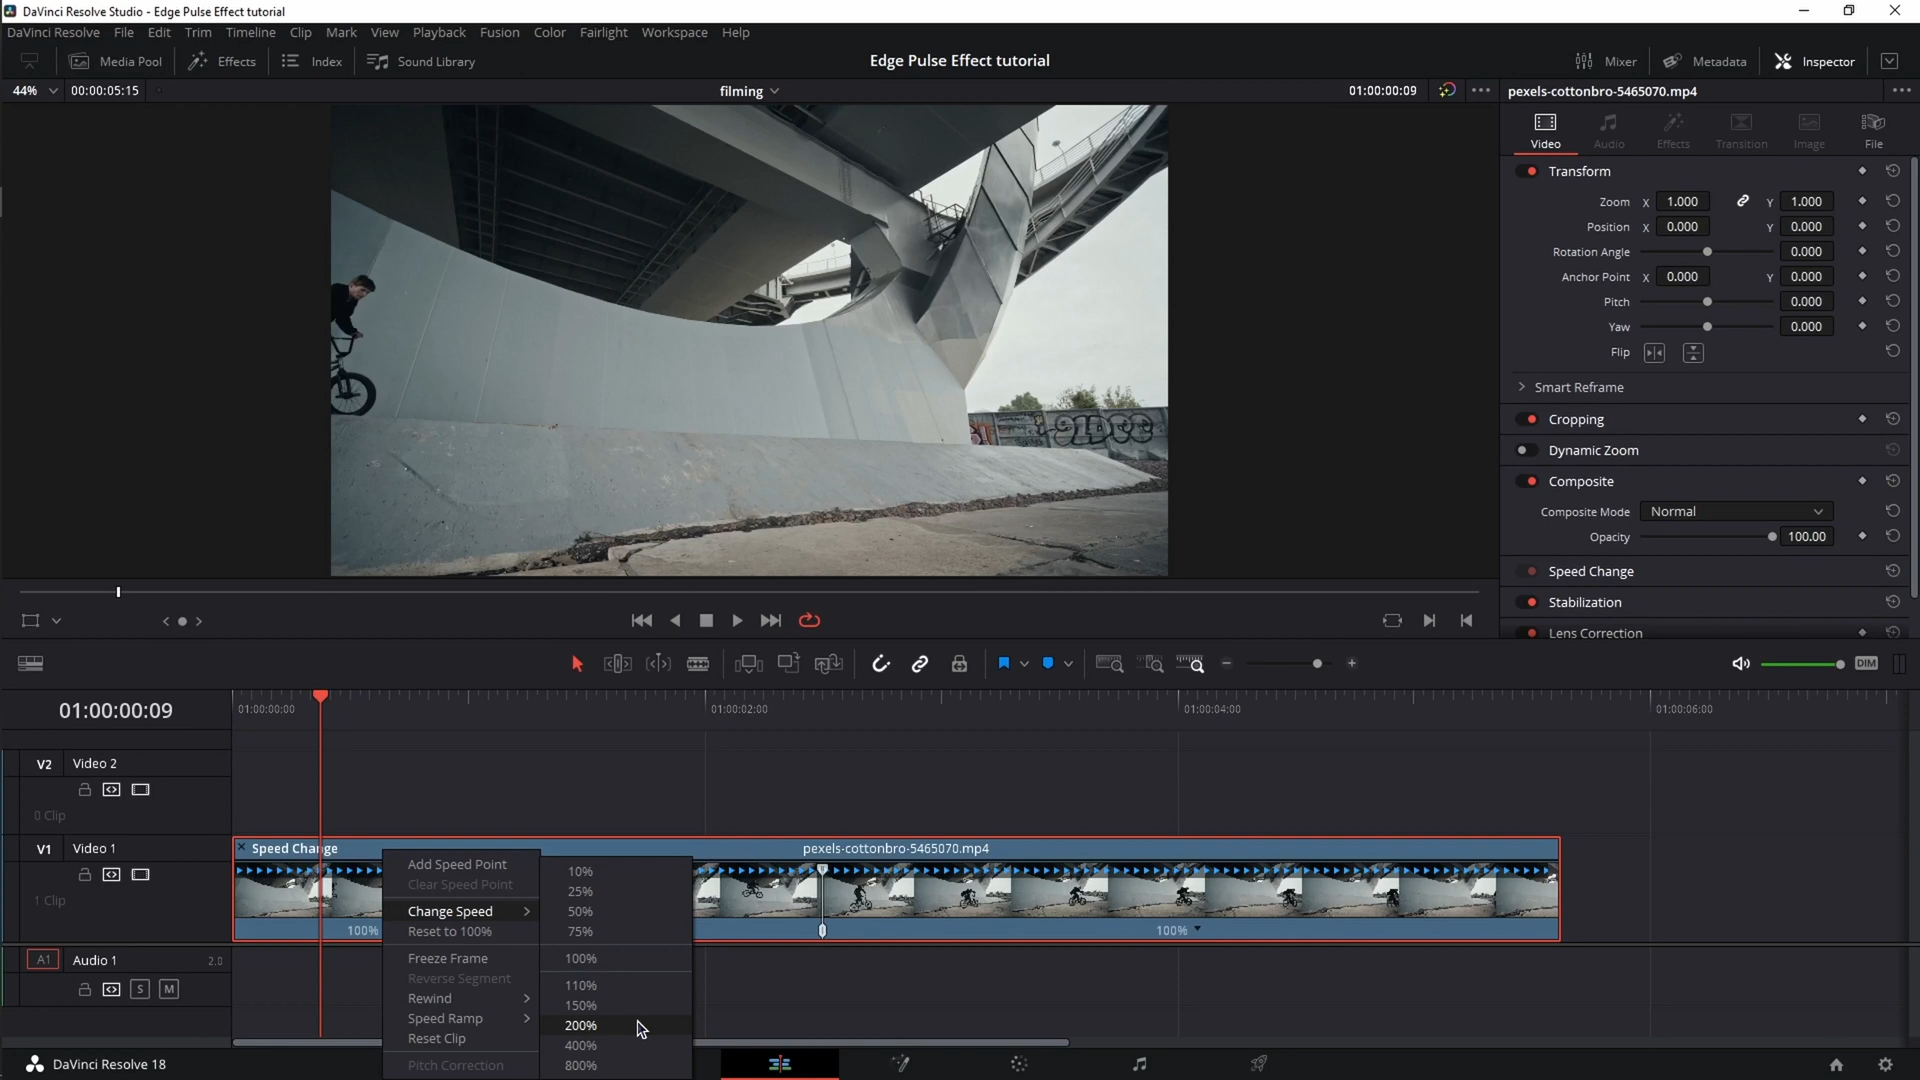 DaVinci Resolve Studio - Edge Pulse Effect tutorial
DaVinci Resolve File Edit Trim Timeline Clip Mark View Playback Fusion Color Fairlight Workspace Help
Media Pool Effects Index Sound Library Edge Pulse Effect tutorial Mixer Metadata Inspector
44% 00:00:05:15 filming 01:00:00:09 pexels-cottonbro-5465070.mp4
Video Audio Effects Transition Image File
Transform
Zoom X 1.000 Y 1.000
Position X 0.000 Y 0.000
Rotation Angle 0.000
Anchor Point X 0.000 Y 0.000
Pitch 0.000
Yaw 0.000
Flip
Smart Reframe
Cropping
Dynamic Zoom
Composite
Composite Mode Normal
Opacity 100.00
Speed Change
Stabilization
Lens Correction
DIM
01:00:00:09 01:00:00:00 01:00:02:00 01:00:04:00 01:00:06:00
V2 Video 2
0 Clip
V1 Video 1
1 Clip
Speed Change pexels-cottonbro-5465070.mp4
100% 100%
Add Speed Point
Clear Speed Point
Change Speed
Reset to 100%
Freeze Frame
Reverse Segment
Rewind
Speed Ramp
Reset Clip
Pitch Correction
10%
25%
50%
75%
100%
110%
150%
200%
400%
800%
A1 Audio 1 2.0
S M
DaVinci Resolve 18